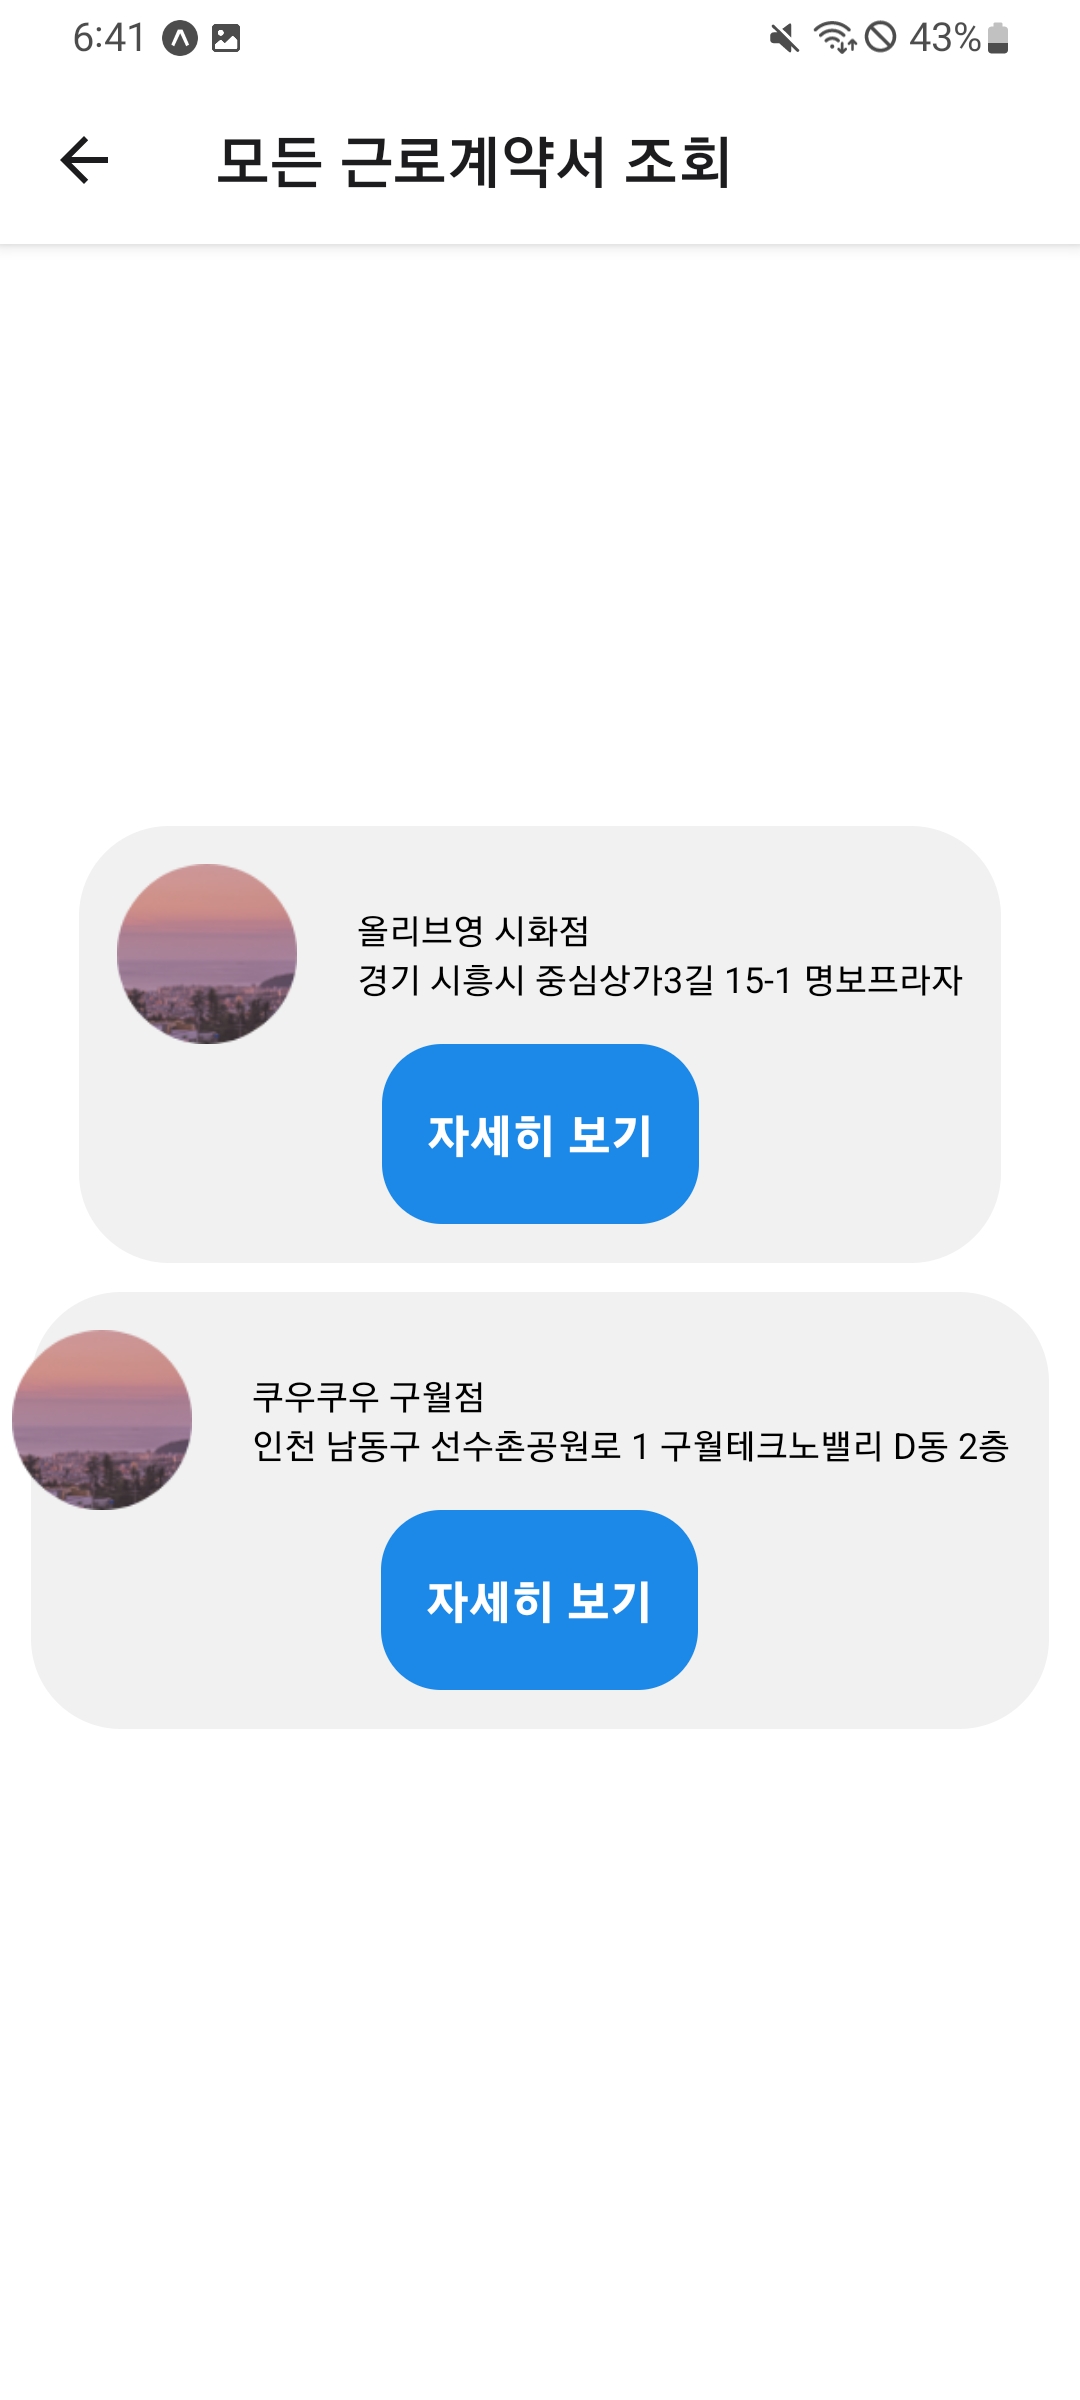 6:41
43%
모든 근로계약서 조회
올리브영 시화점
경기 시흥시 중심상가3길 15-1 명보프라자
자세히 보기
쿠우쿠우 구월점
인천 남동구 선수촌공원로 1 구월테크노밸리 D동 2층
자세히 보기